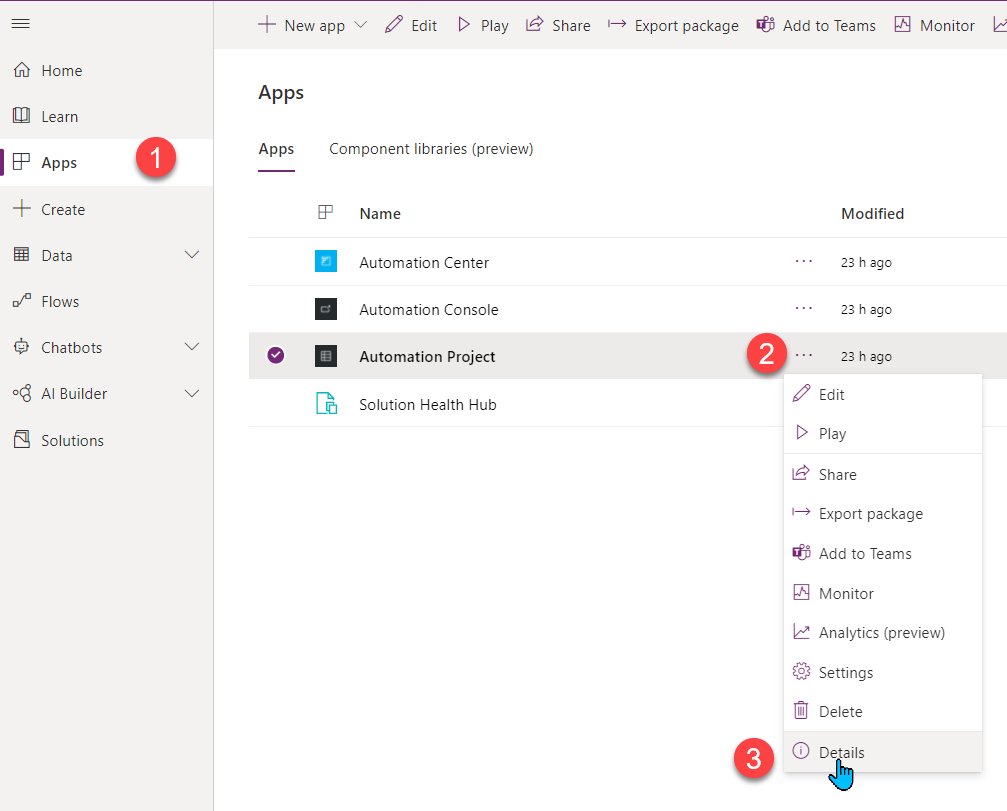 New app Edit Play Share Export package Add to Teams Monitor
Home
Learn
Apps 1
Create
Data
Flows
Chatbots
AI Builder
Solutions
Apps
Apps Component libraries (preview)
Name Modified
Automation Center ... 23 h ago
Automation Console ... 23 h ago
Automation Project 2 ... 23 h ago
Solution Health Hub
Edit
Play
Share
Export package
Add to Teams
Monitor
Analytics (preview)
Settings
Delete
3 Details